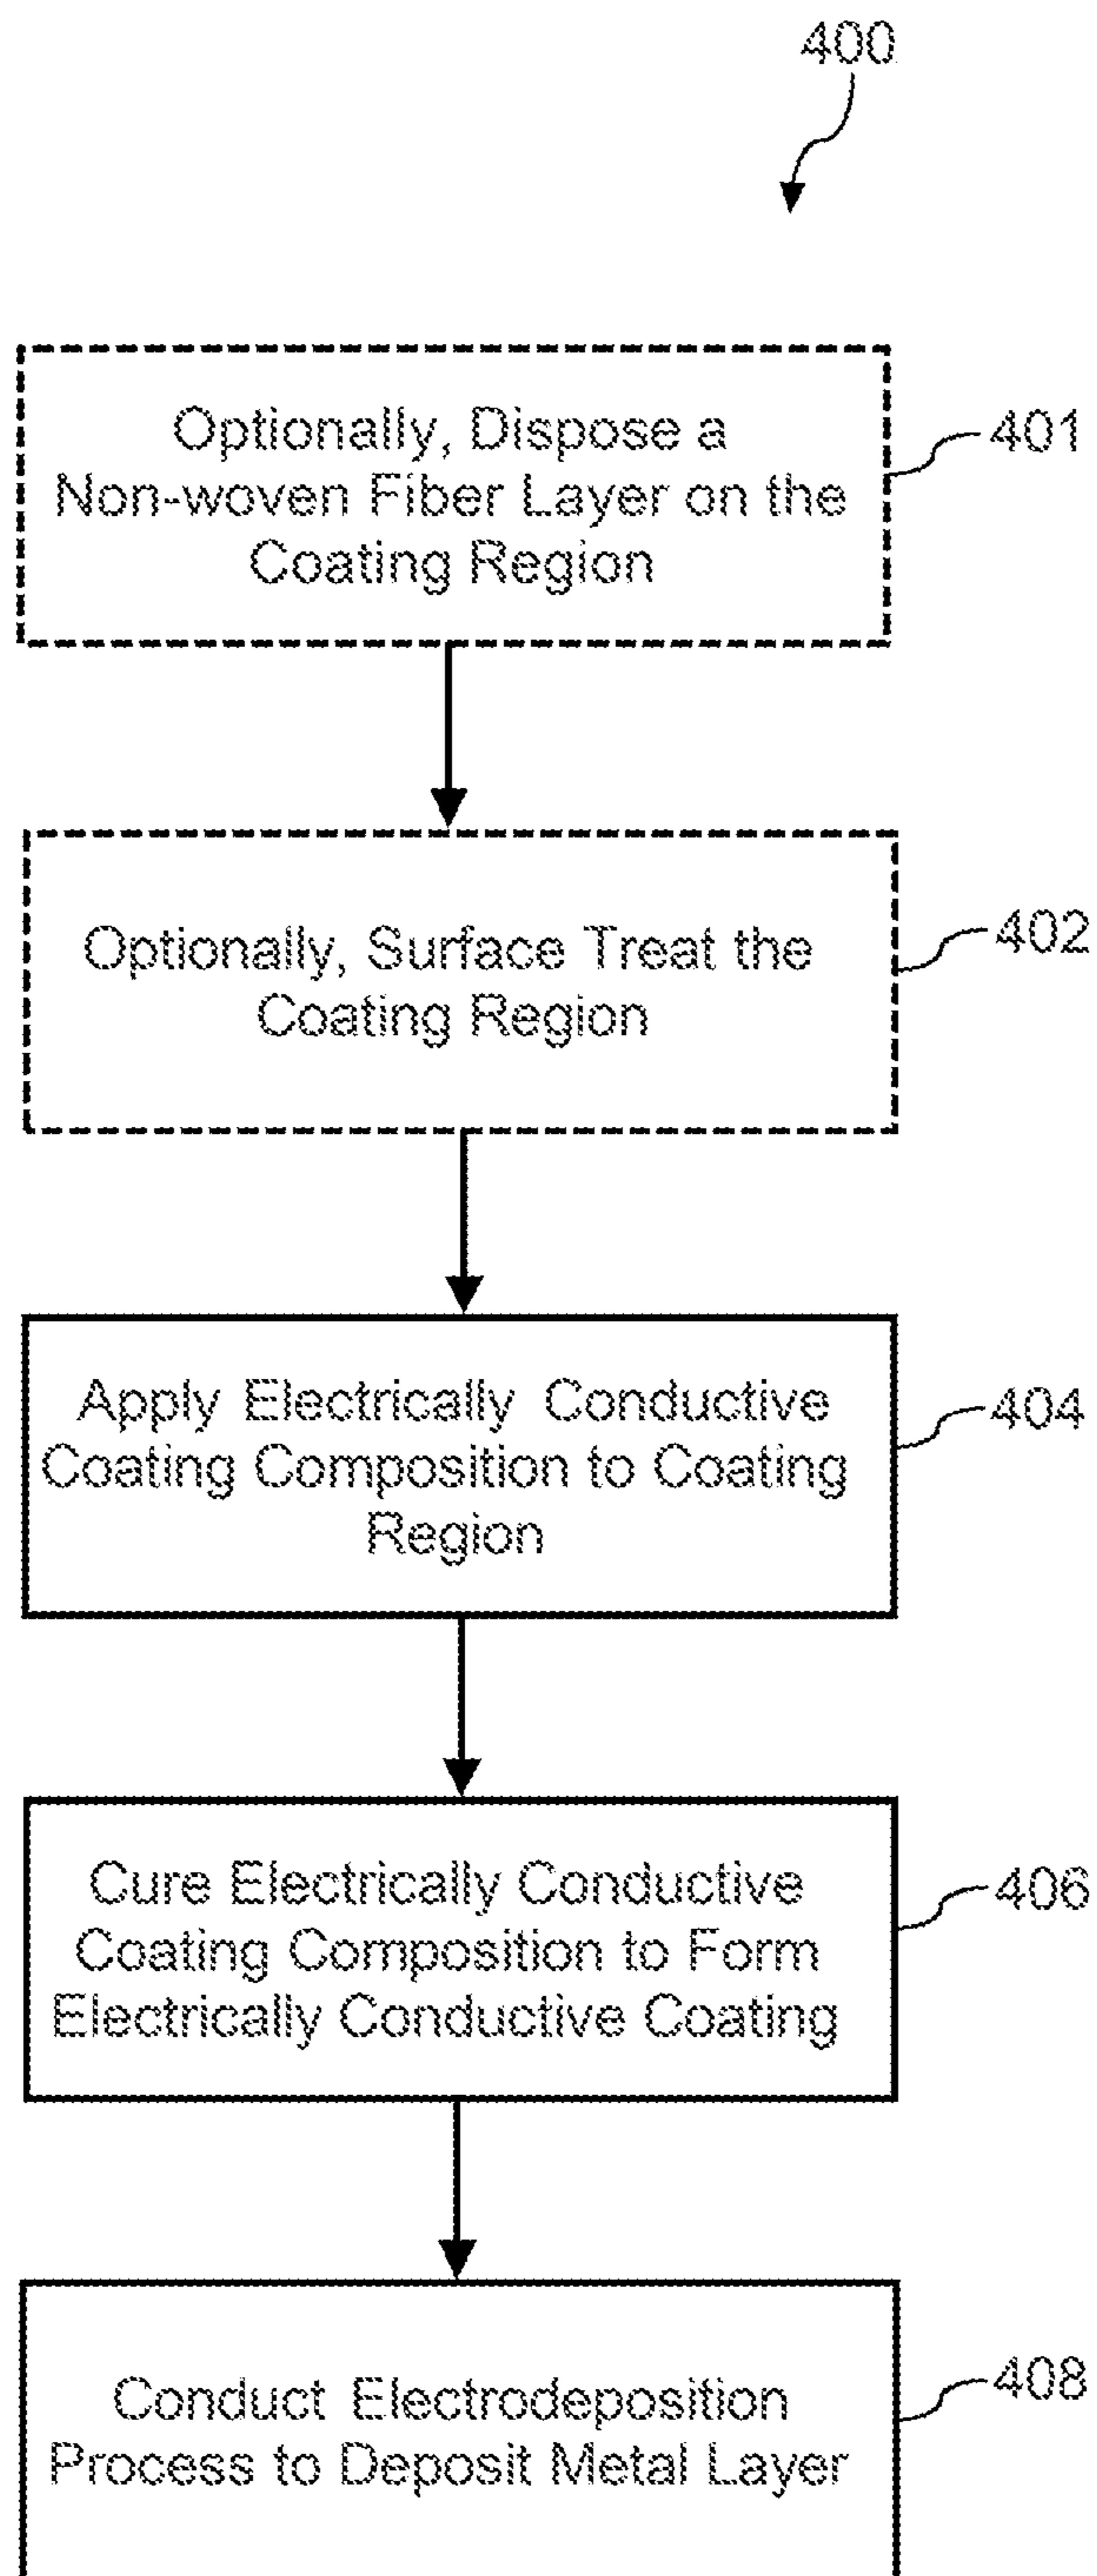 400
Optionally, Dispose a
Non-woven Fiber Layer on the
Coating Region
401
Optionally, Surface Treat the
Coating Region
402
Apply Electrically Conductive
Coating Composition to Coating
Region
404
Cure Electrically Conductive
Coating Composition to Form
Electrically Conductive Coating
406
Conduct Electrodeposition
Process to Deposit Metal Layer
408